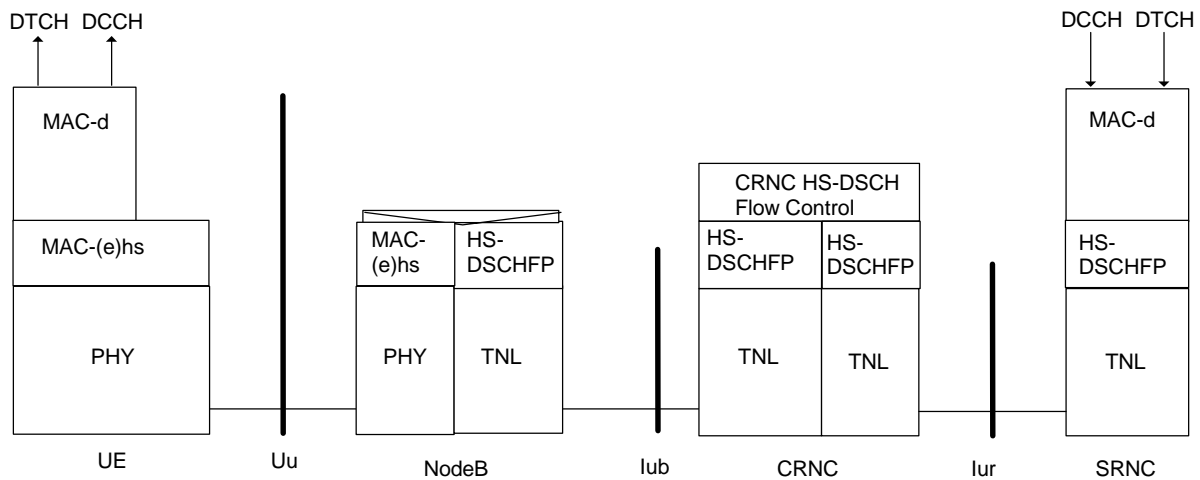 DTCH DCCH
DCCH DTCH
MAC-d
MAC-d
CRNC HS-DSCH
Flow Control
MAC-(e)hs
MAC-
(e)hs
HS-
DSCHFP
HS-
DSCHFP
HS-
DSCHFP
HS-
DSCHFP
PHY
PHY
TNL
TNL
TNL
TNL
UE
Uu
NodeB
Iub
CRNC
Iur
SRNC